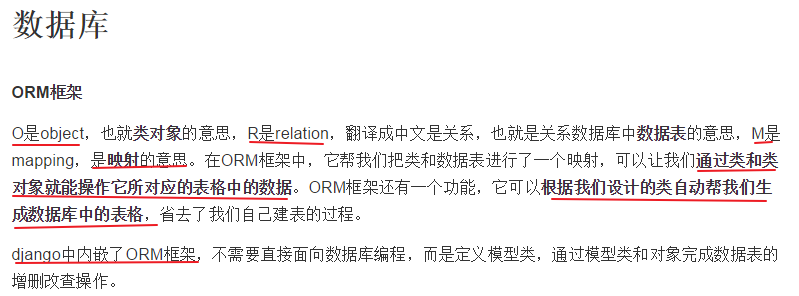 数据库
ORM框架
O是object，也就类对象的意思，R是relation，翻译成中文是关系，也就是关系数据库中数据表的意思，M是
mapping，是映射的意思。在ORM框架中，它帮我们把类和数据表进行了一个映射，可以让我们通过类和类
对象就能操作它所对应的表格中的数据。ORM框架还有一个功能，它可以根据我们设计的类自动帮我们生
成数据库中的表格，省去了我们自己建表的过程。
django中内嵌了ORM框架，不需要直接面向数据库编程，而是定义模型类，通过模型类和对象完成数据表的
增删改查操作。